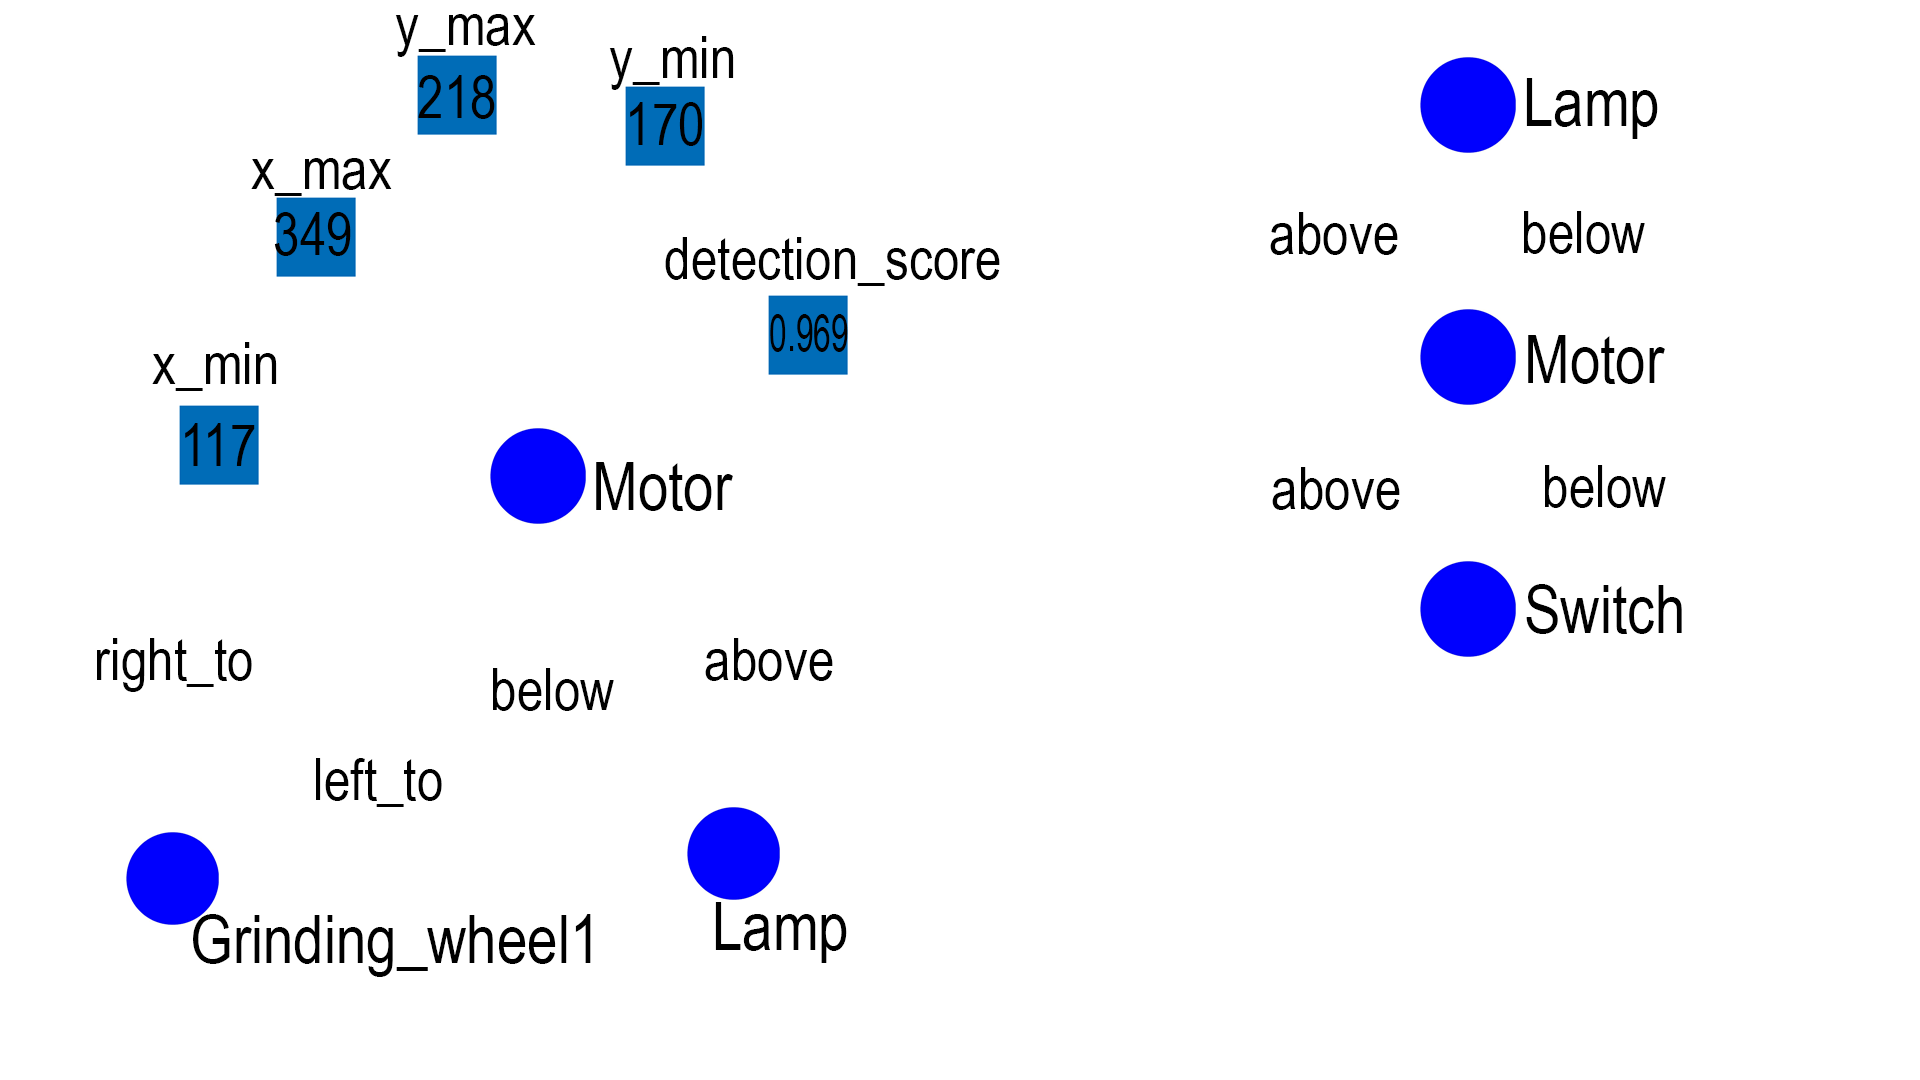 y_max
218
y_min
170
x_max
349
detection_score
0.969
x_min
117
Motor
right_to
below
above
left_to
Grinding_wheel1
Lamp
Lamp
above
below
Motor
above
below
Switch